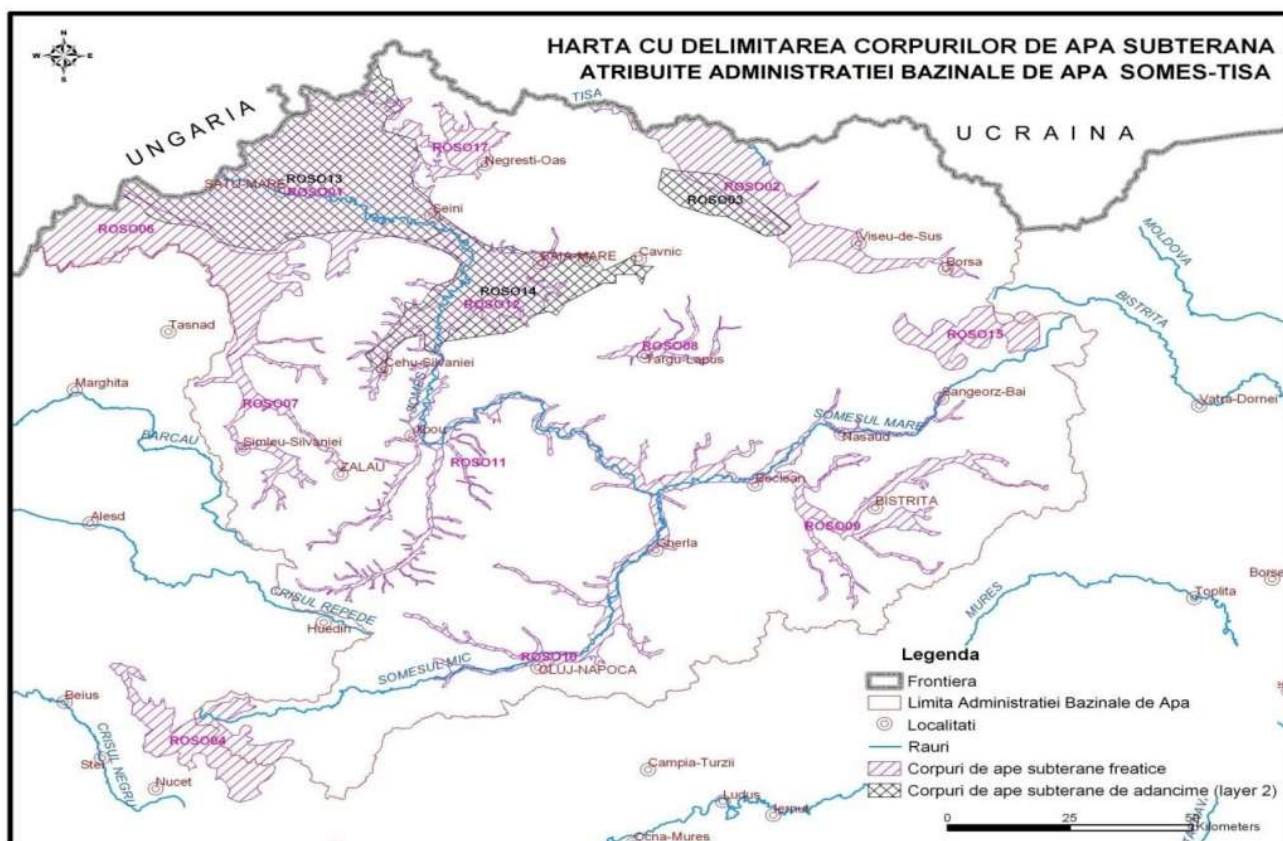 HARTA CU DELIMITAREA CORPURILOR DE APA SUBTERANA
ATRIBUITE ADMINISTRATIEI BAZINALE DE APA SOMES-TISA
N
W
E
S
UNGARIA
TISA
UCRAINA
ROSO17
Negresti-Oas
SATU-MARE
ROSO13
ROSO01
ROSO02
ROSO03
Seini
ROSO06
Viseu-de-Sus
MOLDOVA
BAIA-MARE
Cavnic
Borsa
ROSO14
ROSO12
BISTRITA
Tasnad
ROSO15
ROSO08
Targu-Lapus
Cehu-Silvaniei
SOMES
Marghita
Sangeorz-Bai
Vatra-Dornei
ROSO07
SOMESUL MARE
BARCAU
Simleu-Silvaniei
Jibou
Nasaud
ZALAU
ROSO11
Beclean
BISTRITA
Alesd
ROSO09
Gherla
CRISUL REPEDE
Huedin
MURES
Toplita
ROSO10
CLUJ-NAPOCA
SOMESUL MIC
Beius
CRISUL NEGRU
ROSO04
Stei
Nucet
Campia-Turzii
Ludus
Iernut
Ocna-Mures
Legenda
Frontiera
Limita Administratiei Bazinale de Apa
Localitati
Rauri
Corpuri de ape subterane freatice
Corpuri de ape subterane de adancime (layer 2)
0 25 50
Kilometers